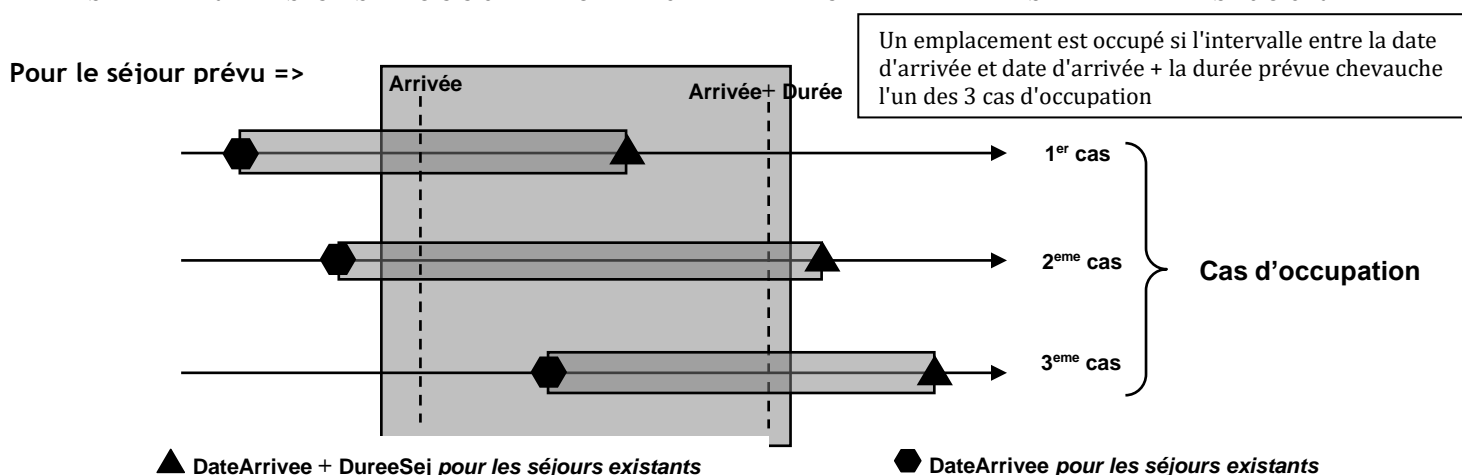 Un emplacement est occupé si l'intervalle entre la date
d'arrivée et date d'arrivée + la durée prévue chevauche
l'un des 3 cas d'occupation
Pour le séjour prévu =>
Arrivée
Arrivée+ Durée
1er cas
2eme cas
Cas d’occupation
3eme cas
DateArrivee + DureeSej pour les séjours existants
DateArrivee pour les séjours existants